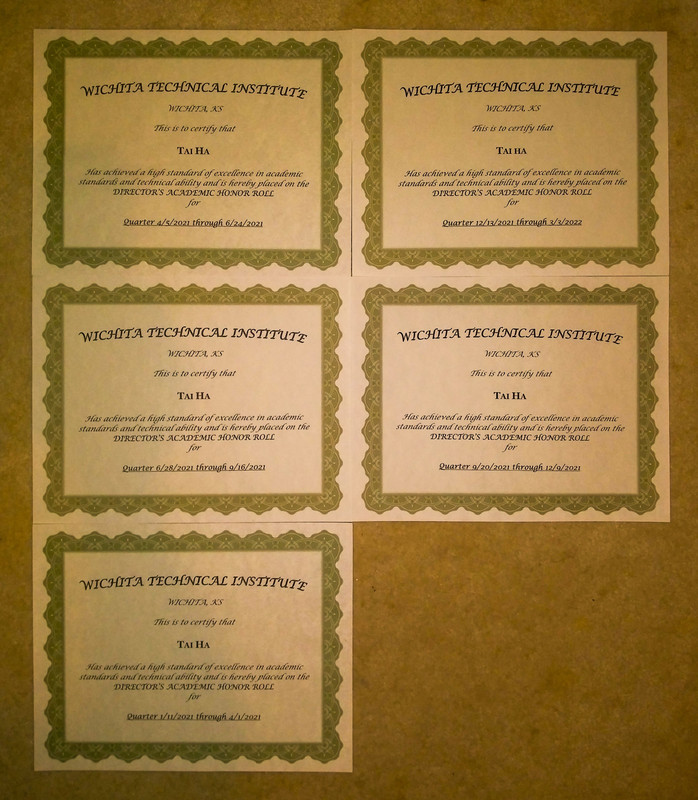 WICHITA TECHNICAL INSTITUTE
WICHITA, KS
This is to certify that
TAI HA
Has achieved a high standard of excellence in academic
standards and technical ability and is hereby placed on the
DIRECTOR'S ACADEMIC HONOR ROLL
for
Quarter 4/5/2021 through 6/24/2021
WICHITA TECHNICAL INSTITUTE
WICHITA, KS
This is to certify that
TAI HA
Has achieved a high standard of excellence in academic
standards and technical ability and is hereby placed on the
DIRECTOR'S ACADEMIC HONOR ROLL
for
Quarter 12/13/2021 through 3/3/2022
WICHITA TECHNICAL INSTITUTE
WICHITA, KS
This is to certify that
TAI HA
Has achieved a high standard of excellence in academic
standards and technical ability and is hereby placed on the
DIRECTOR'S ACADEMIC HONOR ROLL
for
Quarter 6/28/2021 through 9/16/2021
WICHITA TECHNICAL INSTITUTE
WICHITA, KS
This is to certify that
TAI HA
Has achieved a high standard of excellence in academic
standards and technical ability and is hereby placed on the
DIRECTOR'S ACADEMIC HONOR ROLL
for
Quarter 9/20/2021 through 12/9/2021
WICHITA TECHNICAL INSTITUTE
WICHITA, KS
This is to certify that
TAI HA
Has achieved a high standard of excellence in academic
standards and technical ability and is hereby placed on the
DIRECTOR'S ACADEMIC HONOR ROLL
for
Quarter 1/11/2021 through 4/1/2021